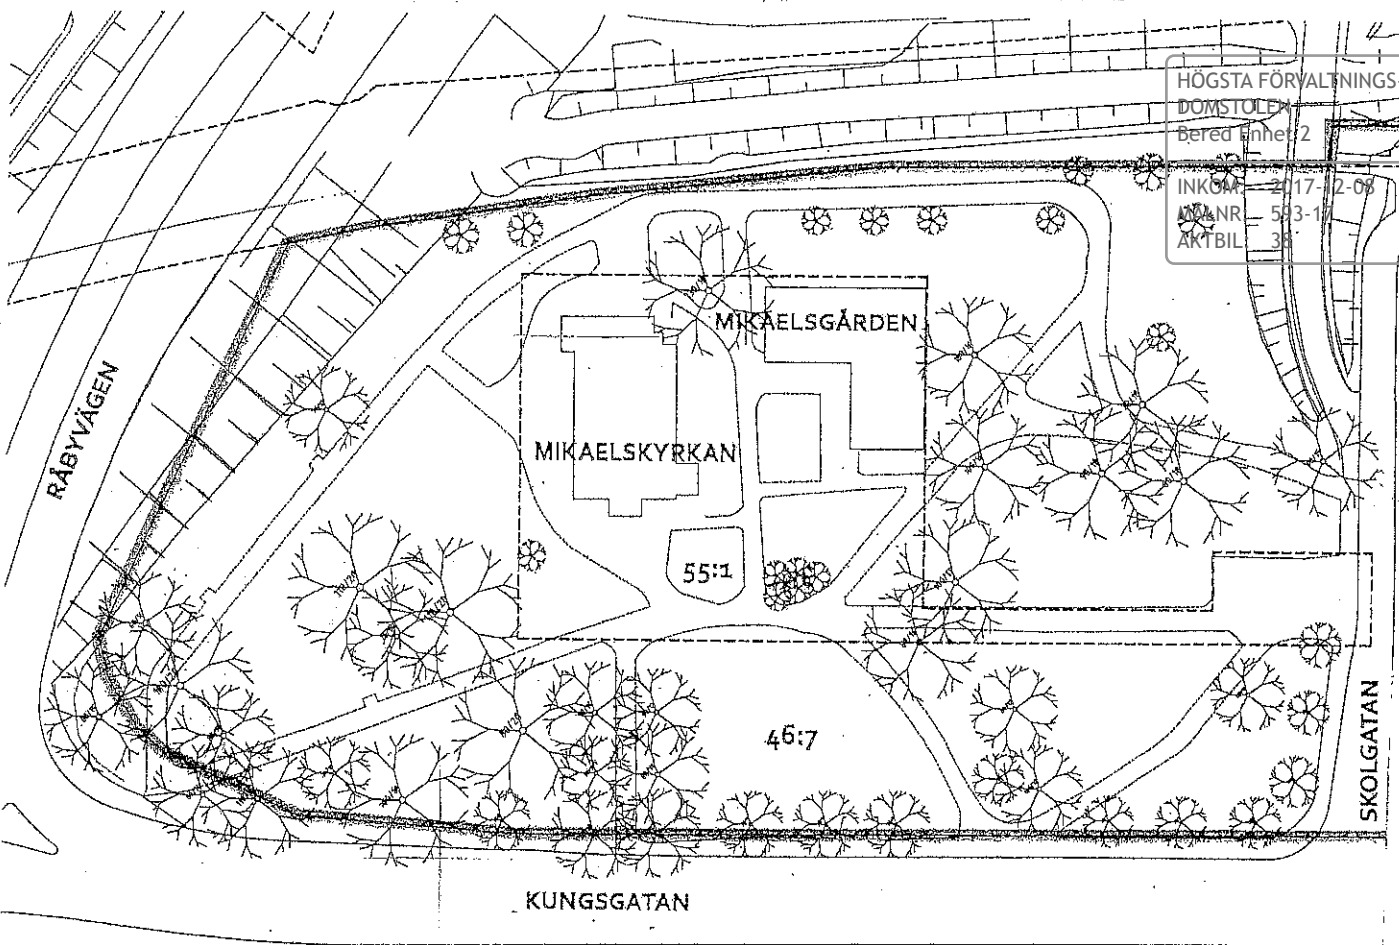 HÖGSTA FÖRVALTNINGS-
DOMSTOLEN
Bered Enhet 2
INKOM: 2017-12-08
MÅLNR: 593-17
AKTBIL:
MIKAELSGÅRDEN
MIKAELSKYRKAN
RÅBYVÄGEN
55:1
46:7
SKOLGATAN
KUNGSGATAN